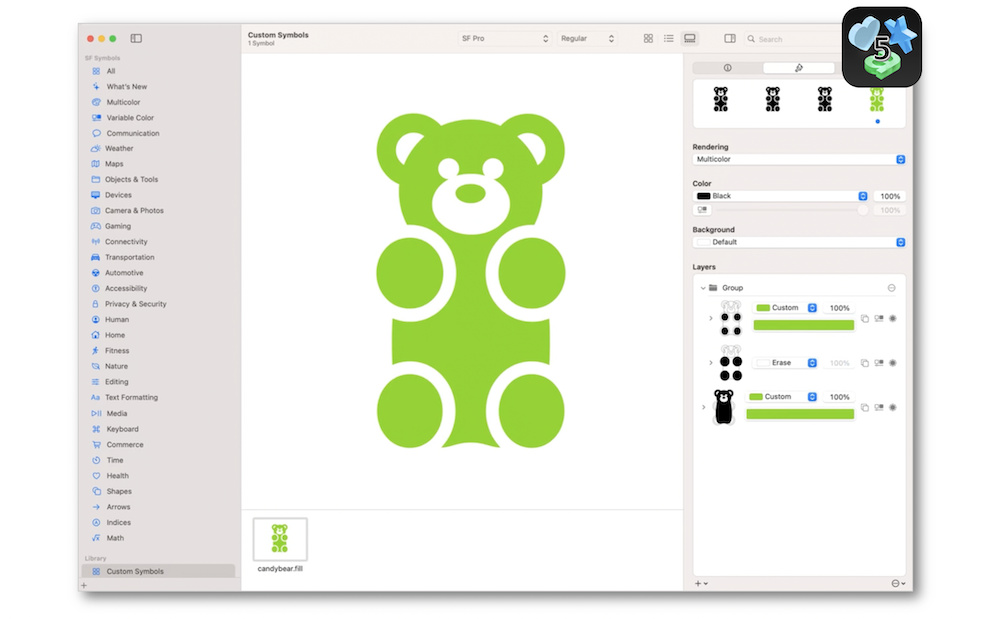 Custom Symbols
1 Symbol
SF Pro
Regular
Search
5
SF Symbols
All
What's New
Multicolor
Variable Color
Communication
Weather
Maps
Objects & Tools
Devices
Camera & Photos
Gaming
Connectivity
Transportation
Automotive
Accessibility
Privacy & Security
Human
Home
Fitness
Nature
Editing
Text Formatting
Media
Keyboard
Commerce
Time
Health
Shapes
Arrows
Indices
Math
Library
Custom Symbols
candybear.fill
Rendering
Multicolor
Color
Black 100%
100%
Background
Default
Layers
Group
Custom 100%
Erase 100%
Custom 100%